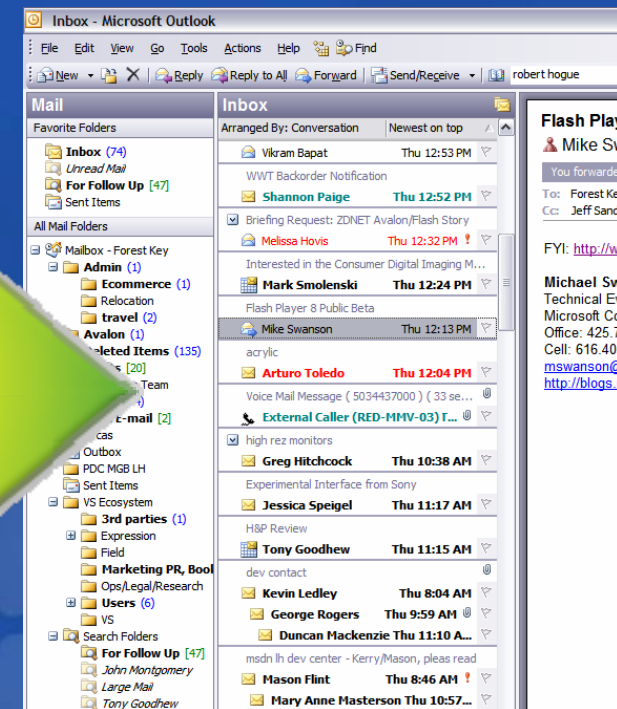 Inbox - Microsoft Outlook
File Edit View Go Tools Actions Help Find
New Reply Reply to All Forward Send/Receive robert hogue
Mail
Favorite Folders
Inbox (74)
Unread Mail
For Follow Up [47]
Sent Items
All Mail Folders
Mailbox - Forest Key
Admin (1)
Ecommerce (1)
Relocation
travel (2)
Avalon (1)
Deleted Items (135)
[20]
Team
E-mail [2]
Outbox
PDC MGB LH
Sent Items
VS Ecosystem
3rd parties (1)
Expression
Field
Marketing PR, Bool
Ops/Legal/Research
Users (6)
VS
Search Folders
For Follow Up [47]
John Montgomery
Large Mail
Tony Goodhew
Inbox
Arranged By: Conversation Newest on top
Vikram Bapat Thu 12:53 PM
WWT Backorder Notification
Shannon Paige Thu 12:52 PM
Briefing Request: ZDNET Avalon/Flash Story
Melissa Hovis Thu 12:32 PM
Interested in the Consumer Digital Imaging M...
Mark Smolenski Thu 12:24 PM
Flash Player 8 Public Beta
Mike Swanson Thu 12:13 PM
acrylic
Arturo Toledo Thu 12:04 PM
Voice Mail Message ( 5034437000 ) ( 33 se...
External Caller (RED-MMV-03) T...
high rez monitors
Greg Hitchcock Thu 10:38 AM
Experimental Interface from Sony
Jessica Speigel Thu 11:17 AM
H&P Review
Tony Goodhew Thu 11:15 AM
dev contact
Kevin Ledley Thu 8:04 AM
George Rogers Thu 9:59 AM
Duncan Mackenzie Thu 11:10 A...
msdn lh dev center - Kerry/Mason, pleas read
Mason Flint Thu 8:46 AM
Mary Anne Masterson Thu 10:57...
Flash Play
Mike Sw
You forwarde
To: Forest Ke
Cc: Jeff Sand
FYI: http://w
Michael Sw
Technical Ev
Microsoft Co
Office: 425.7
Cell: 616.40
mswanson@
http://blogs.